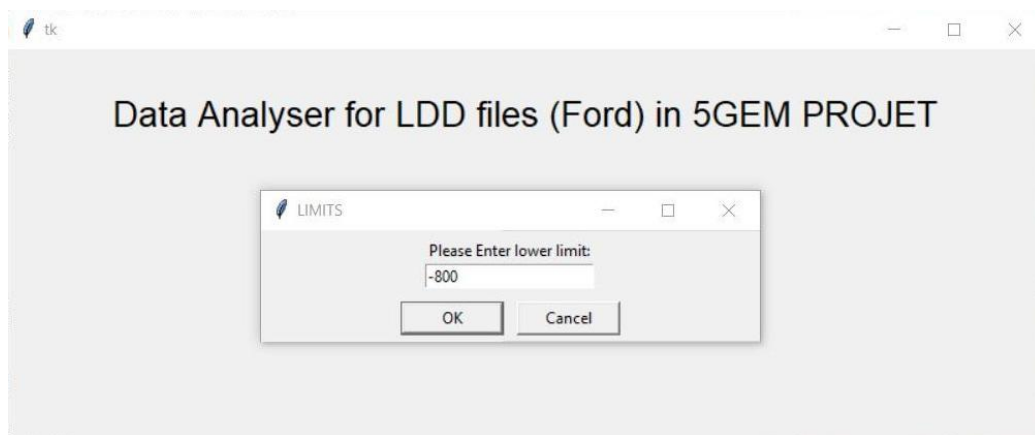 tk
Data Analyser for LDD files (Ford) in 5GEM PROJET
LIMITS
Please Enter lower limit:
-800
OK Cancel